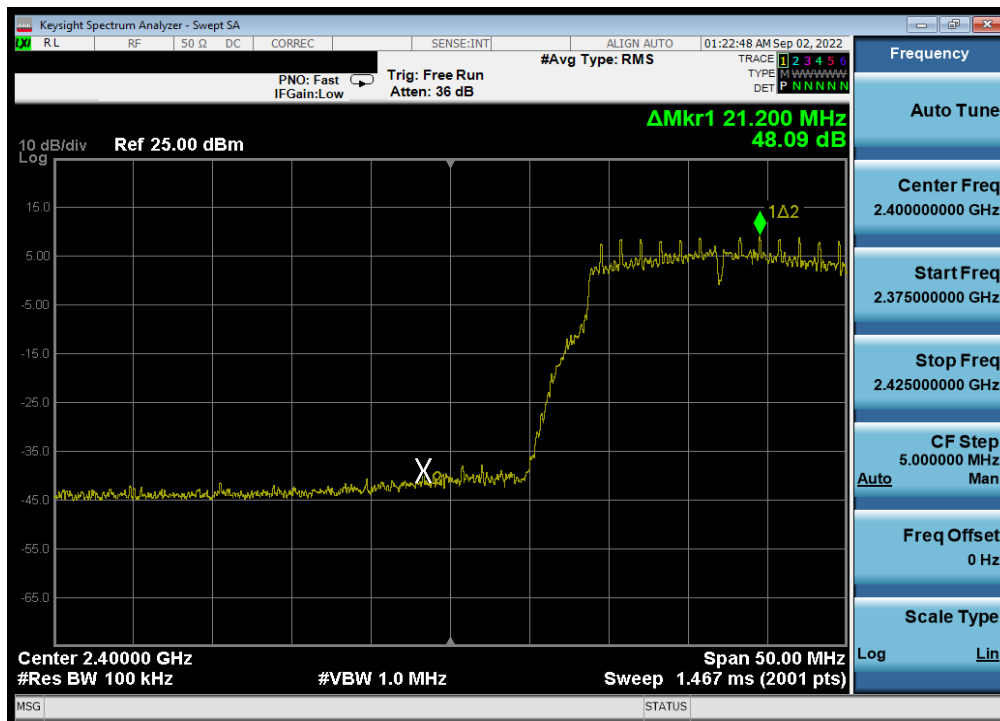 Keysight Spectrum Analyzer - Swept SA
LXI RL RF 50 Ω DC CORREC SENSE:INT ALIGN AUTO 01:22:48 AM Sep 02, 2022
#Avg Type: RMS
TRACE 1 2 3 4 5 6
TYPE M W W W W W
DET P N N N N N
PNO: Fast
IFGain:Low
Trig: Free Run
Atten: 36 dB
ΔMkr1 21.200 MHz
48.09 dB
10 dB/div
Log
Ref 25.00 dBm
15.0
5.00
-5.00
-15.0
-25.0
-35.0
-45.0
-55.0
-65.0
1Δ2
X2
Center 2.40000 GHz
#Res BW 100 kHz
#VBW 1.0 MHz
Span 50.00 MHz
Sweep 1.467 ms (2001 pts)
MSG
STATUS
Frequency
Auto Tune
Center Freq
2.400000000 GHz
Start Freq
2.375000000 GHz
Stop Freq
2.425000000 GHz
CF Step
5.000000 MHz
Auto Man
Freq Offset
0 Hz
Scale Type
Log Lin